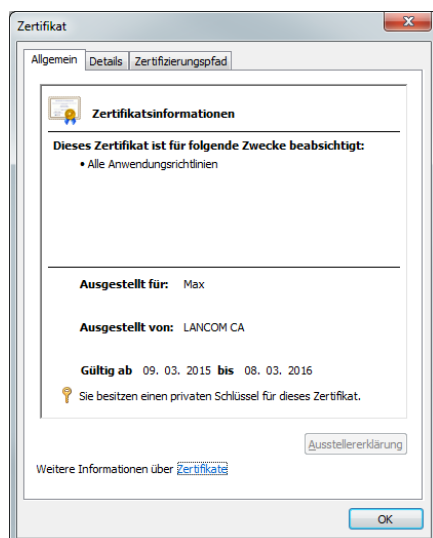 Zertifikat
Allgemein Details Zertifizierungspfad
Zertifikatsinformationen
Dieses Zertifikat ist für folgende Zwecke beabsichtigt:
• Alle Anwendungsrichtlinien
Ausgestellt für: Max
Ausgestellt von: LANCOM CA
Gültig ab 09. 03. 2015 bis 08. 03. 2016
Sie besitzen einen privaten Schlüssel für dieses Zertifikat.
Ausstellererklärung
Weitere Informationen über Zertifikate
OK